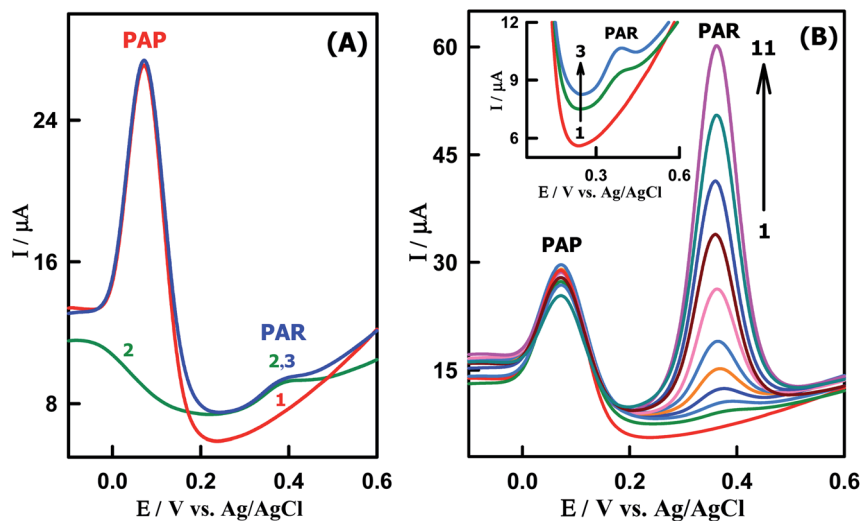 (A)
PAP
PAR
2,3
2
1
I / μA
24
16
8
0.0
0.2
0.4
0.6
E / V vs. Ag/AgCl
(B)
PAR
11
1
PAP
I / μA
60
45
30
15
0.0
0.2
0.4
0.6
E / V vs. Ag/AgCl
PAR
3
1
I / μA
12
9
6
0.3
0.6
E / V vs. Ag/AgCl